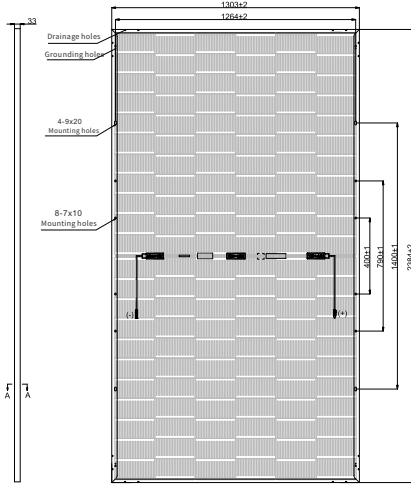 1303±2
1264±2
33
Drainage holes
Grounding holes
4-9x20
Mounting holes
8-7x10
Mounting holes
400±1
790±1
1400±1
2384±2
(-)
(+)
A
A